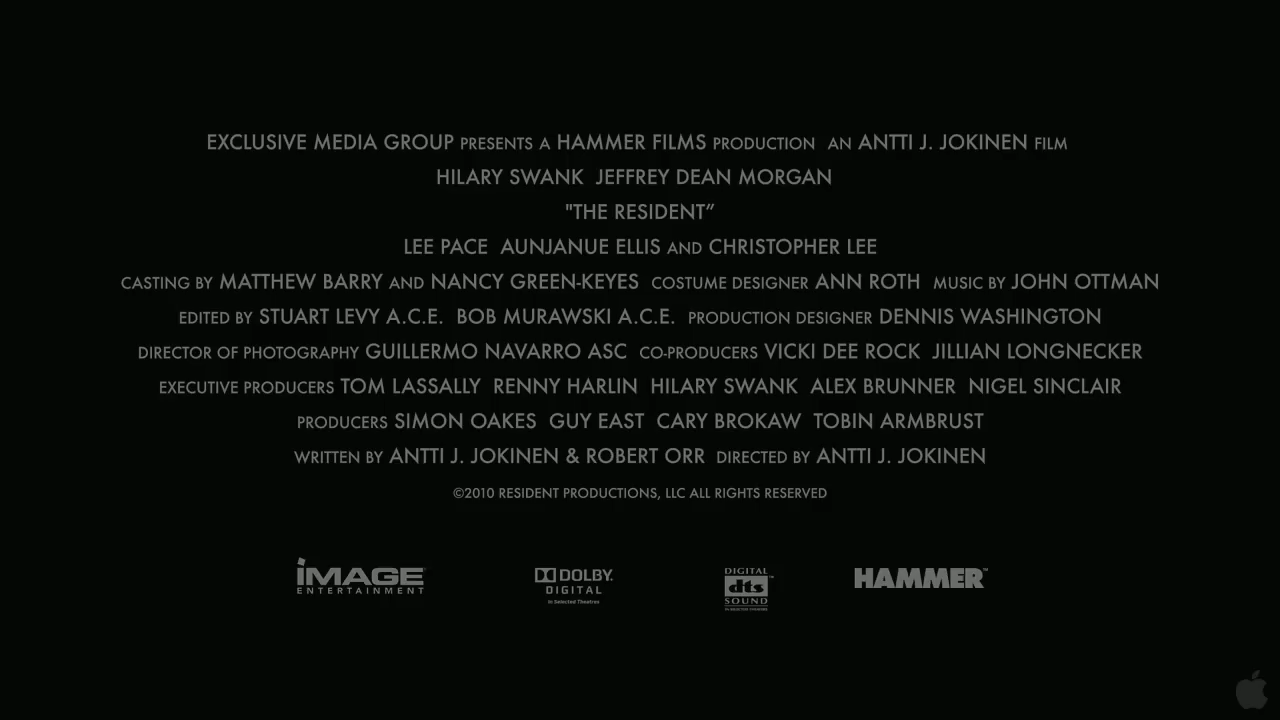 EXCLUSIVE MEDIA GROUP PRESENTS A HAMMER FILMS PRODUCTION AN ANTTI J. JOKINEN FILM
HILARY SWANK JEFFREY DEAN MORGAN
"THE RESIDENT”
LEE PACE AUNJANUE ELLIS AND CHRISTOPHER LEE
CASTING BY MATTHEW BARRY AND NANCY GREEN-KEYES COSTUME DESIGNER ANN ROTH MUSIC BY JOHN OTTMAN
EDITED BY STUART LEVY A.C.E. BOB MURAWSKI A.C.E. PRODUCTION DESIGNER DENNIS WASHINGTON
DIRECTOR OF PHOTOGRAPHY GUILLERMO NAVARRO ASC CO-PRODUCERS VICKI DEE ROCK JILLIAN LONGNECKER
EXECUTIVE PRODUCERS TOM LASSALLY RENNY HARLIN HILARY SWANK ALEX BRUNNER NIGEL SINCLAIR
PRODUCERS SIMON OAKES GUY EAST CARY BROKAW TOBIN ARMBRUST
WRITTEN BY ANTTI J. JOKINEN & ROBERT ORR DIRECTED BY ANTTI J. JOKINEN
©2010 RESIDENT PRODUCTIONS, LLC ALL RIGHTS RESERVED
iMAGE
ENTERTAINMENT
DOLBY
DIGITAL
In Selected Theatres
DIGITAL
dts™
SOUND
HAMMER™